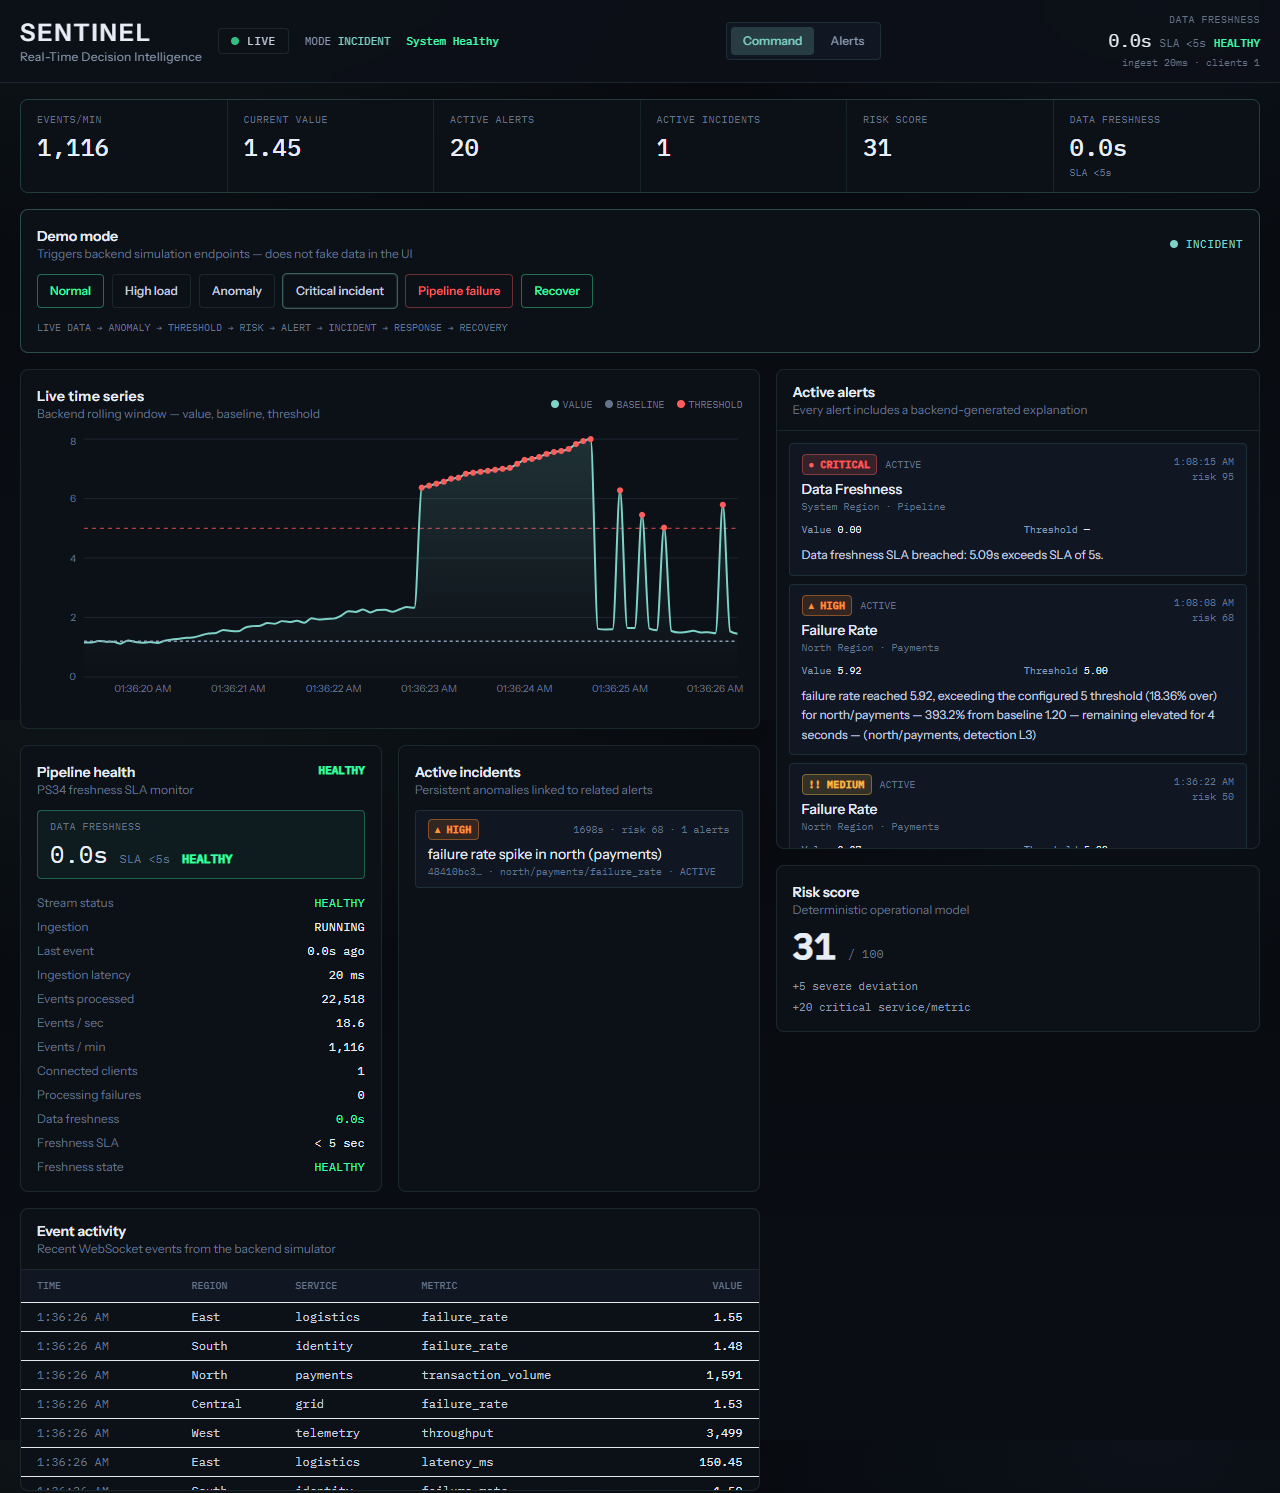 SENTINEL
Real-Time Decision Intelligence
LIVE
MODE INCIDENT
System Healthy
Command
Alerts
DATA FRESHNESS
0.0s SLA <5s HEALTHY
ingest 20ms · clients 1
EVENTS/MIN
1,116
CURRENT VALUE
1.45
ACTIVE ALERTS
20
ACTIVE INCIDENTS
1
RISK SCORE
31
DATA FRESHNESS
0.0s
SLA <5s
Demo mode
Triggers backend simulation endpoints — does not fake data in the UI
INCIDENT
Normal
High load
Anomaly
Critical incident
Pipeline failure
Recover
LIVE DATA → ANOMALY → THRESHOLD → RISK → ALERT → INCIDENT → RESPONSE → RECOVERY
Live time series
Backend rolling window — value, baseline, threshold
VALUE
BASELINE
THRESHOLD
8
6
4
2
0
01:36:20 AM
01:36:21 AM
01:36:22 AM
01:36:23 AM
01:36:24 AM
01:36:25 AM
01:36:26 AM
Active alerts
Every alert includes a backend-generated explanation
● CRITICAL ACTIVE
1:08:15 AM
risk 95
Data Freshness
System Region · Pipeline
Value 0.00
Threshold —
Data freshness SLA breached: 5.09s exceeds SLA of 5s.
▲ HIGH ACTIVE
1:08:08 AM
risk 68
Failure Rate
North Region · Payments
Value 5.92
Threshold 5.00
failure rate reached 5.92, exceeding the configured 5 threshold (18.36% over)
for north/payments — 393.2% from baseline 1.20 — remaining elevated for 4
seconds — (north/payments, detection L3)
!! MEDIUM ACTIVE
1:36:22 AM
risk 50
Failure Rate
North Region · Payments
Pipeline health
PS34 freshness SLA monitor
HEALTHY
DATA FRESHNESS
0.0s SLA <5s HEALTHY
Stream status HEALTHY
Ingestion RUNNING
Last event 0.0s ago
Ingestion latency 20 ms
Events processed 22,518
Events / sec 18.6
Events / min 1,116
Connected clients 1
Processing failures 0
Data freshness 0.0s
Freshness SLA < 5 sec
Freshness state HEALTHY
Active incidents
Persistent anomalies linked to related alerts
▲ HIGH
1698s · risk 68 · 1 alerts
failure rate spike in north (payments)
48410bc3… · north/payments/failure_rate · ACTIVE
Risk score
Deterministic operational model
31 / 100
+5 severe deviation
+20 critical service/metric
Event activity
Recent WebSocket events from the backend simulator
TIME REGION SERVICE METRIC VALUE
1:36:26 AM East logistics failure_rate 1.55
1:36:26 AM South identity failure_rate 1.48
1:36:26 AM North payments transaction_volume 1,591
1:36:26 AM Central grid failure_rate 1.53
1:36:26 AM West telemetry throughput 3,499
1:36:26 AM East logistics latency_ms 150.45